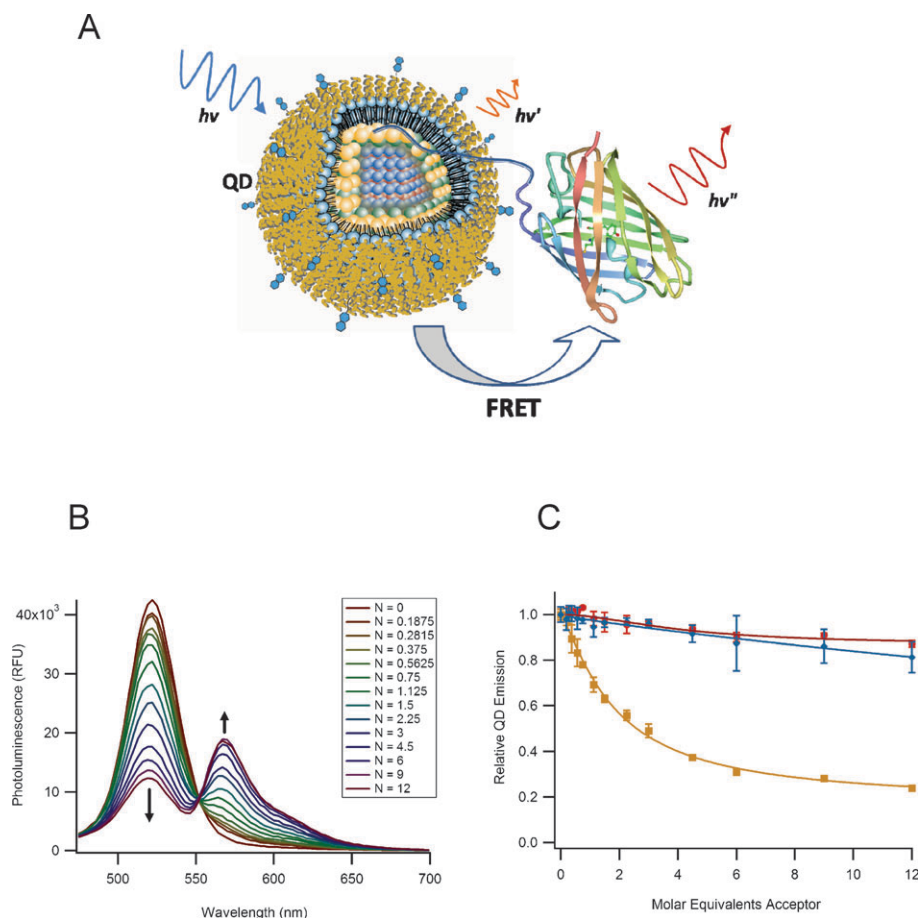 A
hν
hν'
QD
hν"
FRET
B
Photoluminescence (RFU)
40x10³
30
20
10
0
500
550
600
650
700
Wavelength (nm)
N = 0
N = 0.1875
N = 0.2815
N = 0.375
N = 0.5625
N = 0.75
N = 1.125
N = 1.5
N = 2.25
N = 3
N = 4.5
N = 6
N = 9
N = 12
C
Relative QD Emission
1.0
0.8
0.6
0.4
0.2
0.0
0
2
4
6
8
10
12
Molar Equivalents Acceptor